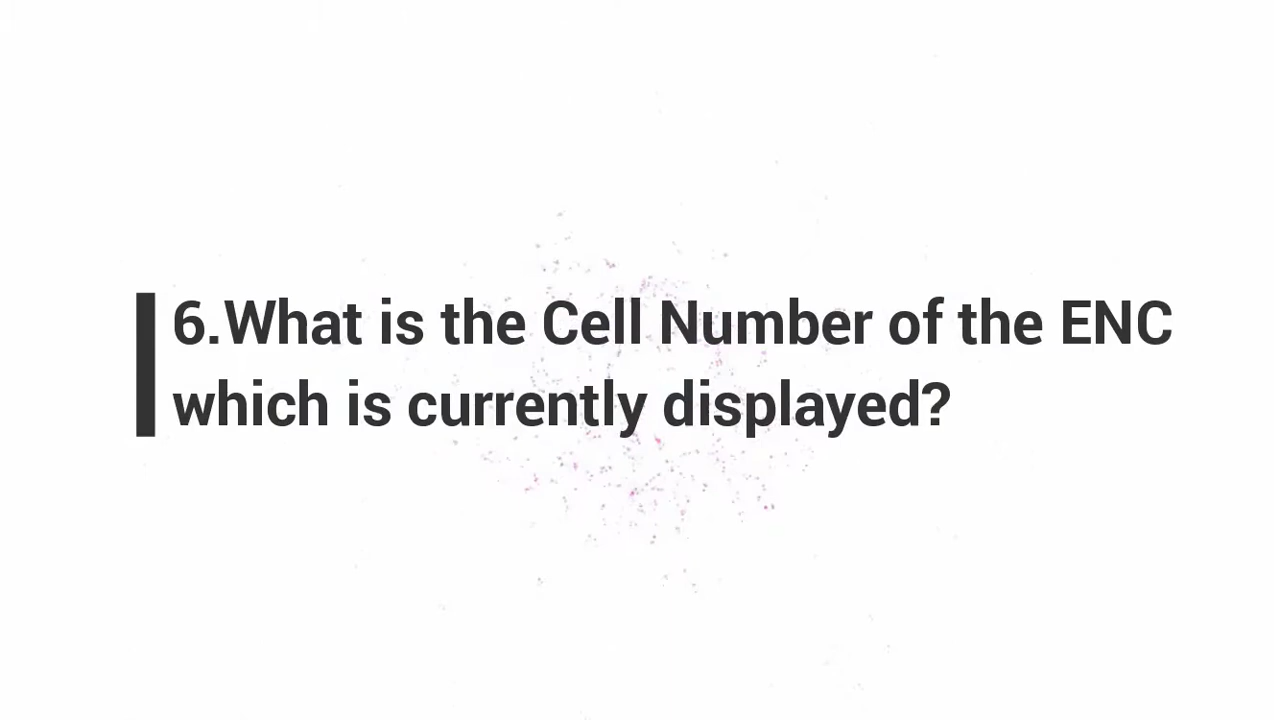 6.What is the Cell Number of the ENC
which is currently displayed?